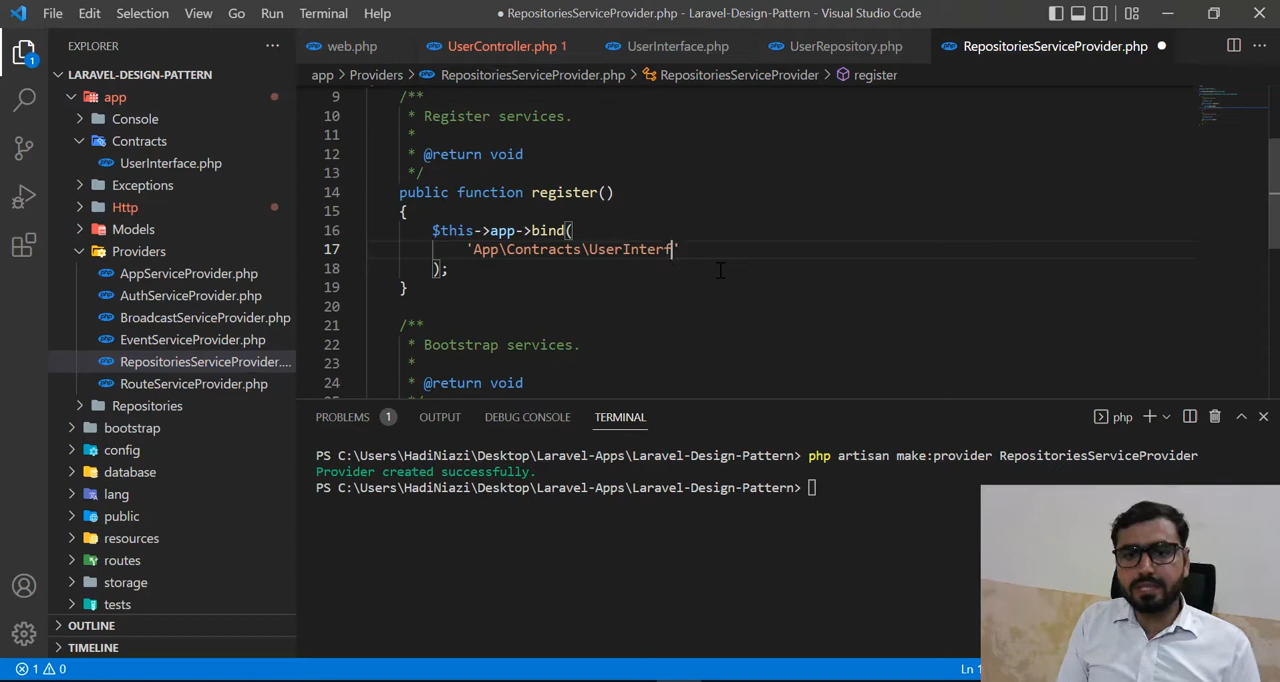 File Edit Selection View Go Run Terminal Help
● RepositoriesServiceProvider.php - Laravel-Design-Pattern - Visual Studio Code
EXPLORER
web.php UserController.php 1 UserInterface.php UserRepository.php RepositoriesServiceProvider.php ●
1
LARAVEL-DESIGN-PATTERN
app > Providers > RepositoriesServiceProvider.php > RepositoriesServiceProvider > register
app
Console
Contracts
UserInterface.php
Exceptions
Http
Models
Providers
AppServiceProvider.php
AuthServiceProvider.php
BroadcastServiceProvider.php
EventServiceProvider.php
RepositoriesServiceProvider....
RouteServiceProvider.php
Repositories
bootstrap
config
database
lang
public
resources
routes
storage
tests
OUTLINE
TIMELINE
9 /**
10 * Register services.
11 *
12 * @return void
13 */
14 public function register()
15 {
16 $this->app->bind(
17 'App\Contracts\UserInterf'
18 );
19 }
20
21 /**
22 * Bootstrap services.
23 *
24 * @return void
PROBLEMS 1 OUTPUT DEBUG CONSOLE TERMINAL
php
PS C:\Users\HadiNiazi\Desktop\Laravel-Apps\Laravel-Design-Pattern> php artisan make:provider RepositoriesServiceProvider
Provider created successfully.
PS C:\Users\HadiNiazi\Desktop\Laravel-Apps\Laravel-Design-Pattern>
1 0